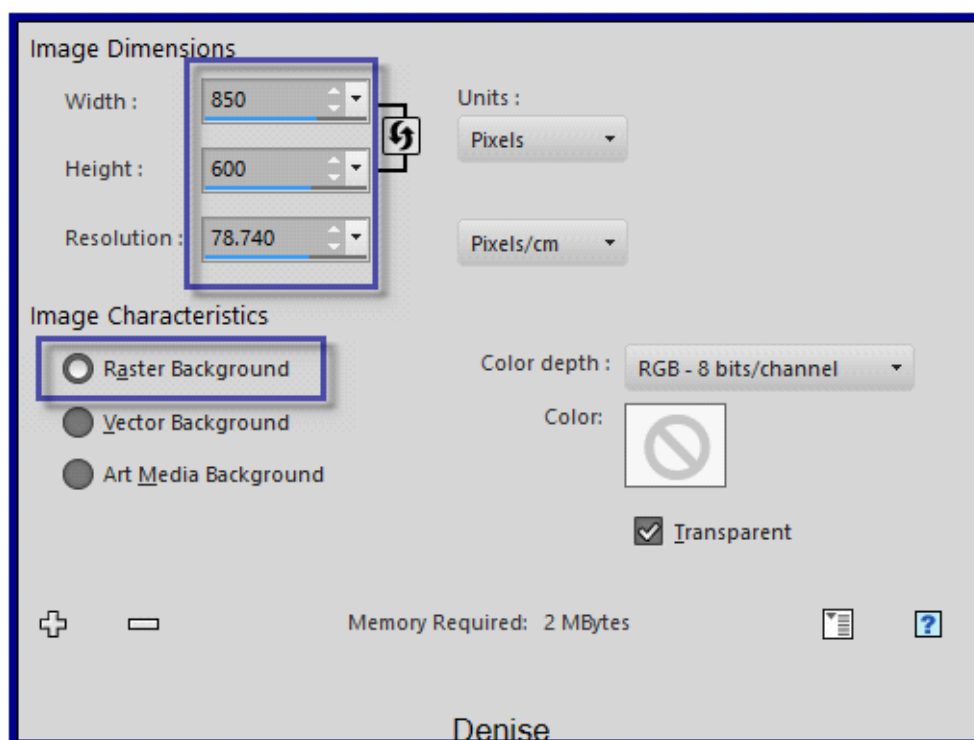 Image Dimensions
Width : 850 Units :
Pixels
Height : 600
Resolution : 78.740 Pixels/cm
Image Characteristics
Raster Background Color depth : RGB - 8 bits/channel
Vector Background Color:
Art Media Background
Transparent
Memory Required: 2 MBytes ?
Denise